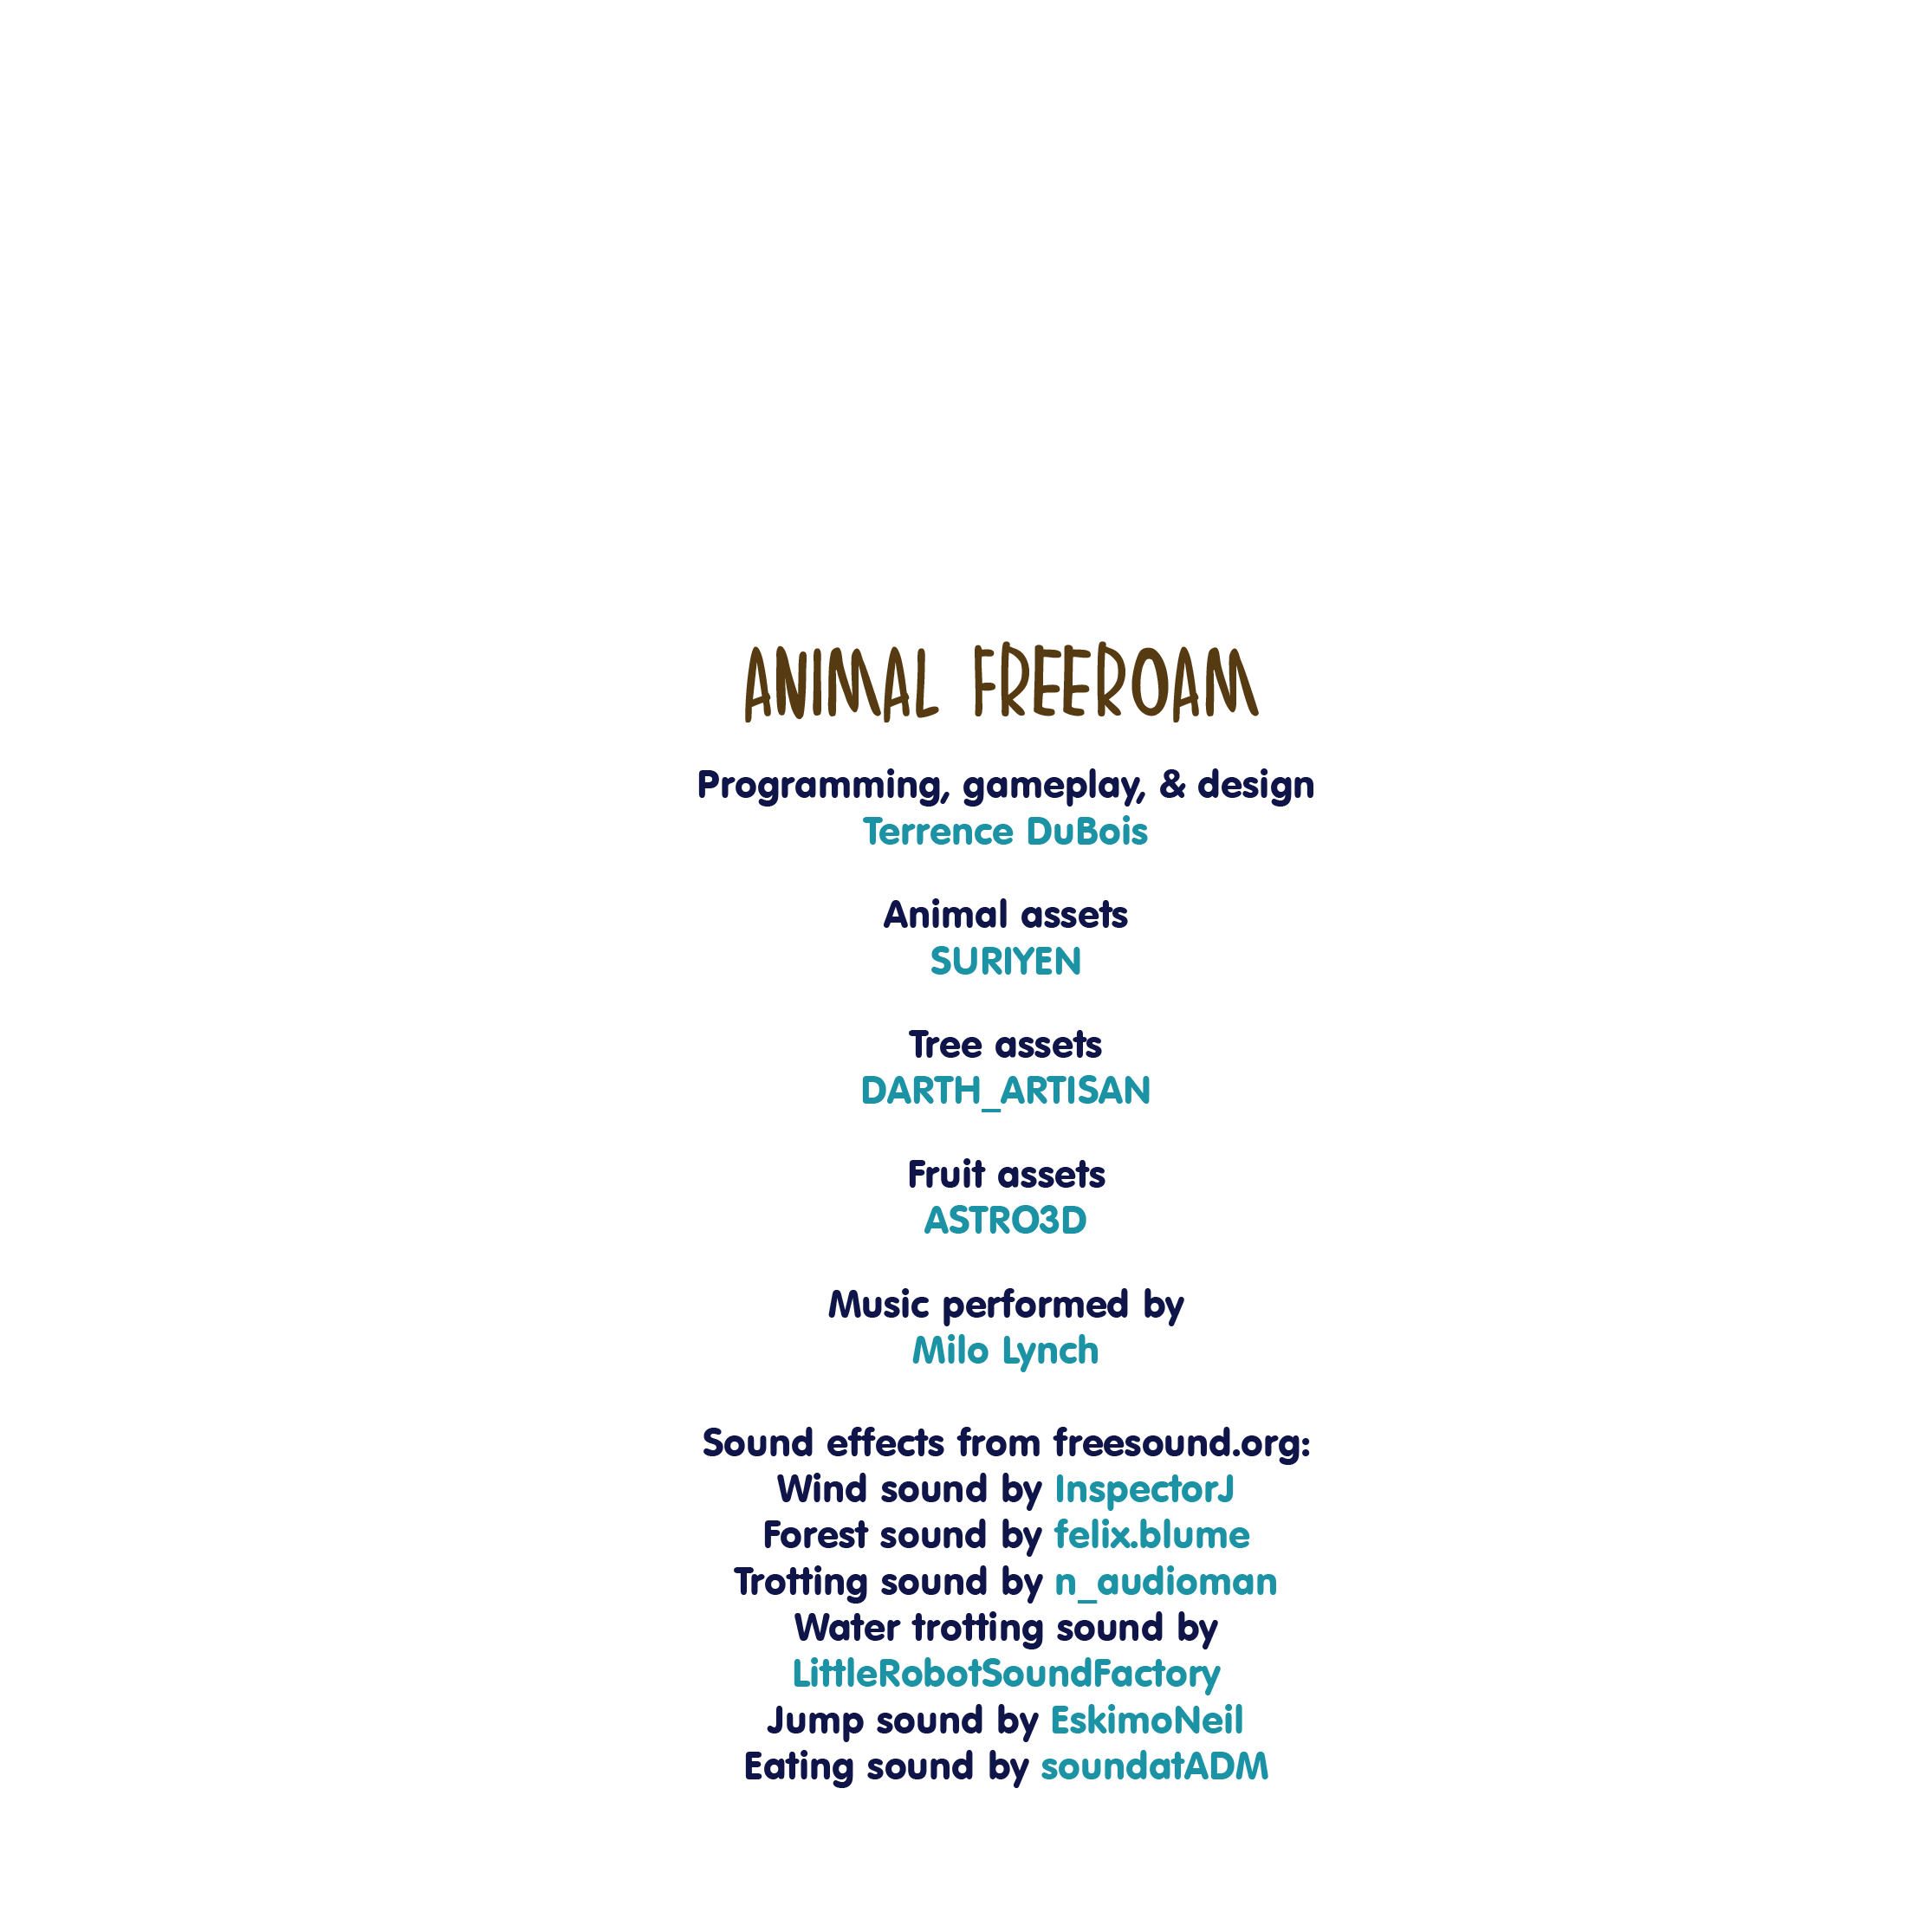 ANIMAL FREEROAM
Programming, gameplay, & design
Terrence DuBois
Animal assets
SURIYEN
Tree assets
DARTH_ARTISAN
Fruit assets
ASTRO3D
Music performed by
Milo Lynch
Sound effects from freesound.org:
Wind sound by InspectorJ
Forest sound by felix.blume
Trotting sound by n_audioman
Water trotting sound by
LittleRobotSoundFactory
Jump sound by EskimoNeil
Eating sound by soundatADM